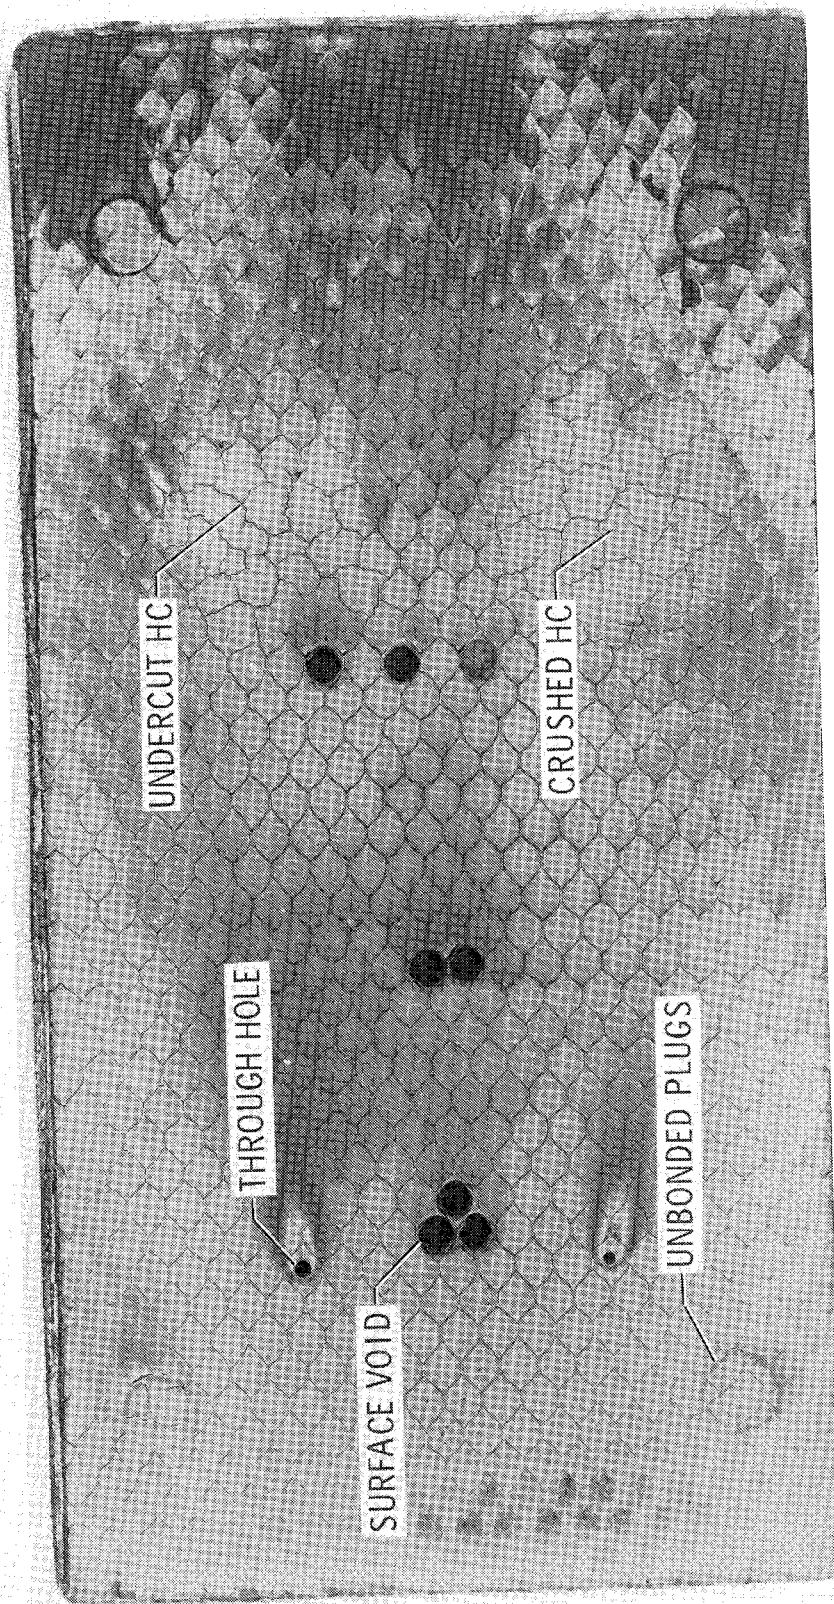 UNDERCUT HC
CRUSHED HC
THROUGH HOLE
UNBONDED PLUGS
SURFACE VOID